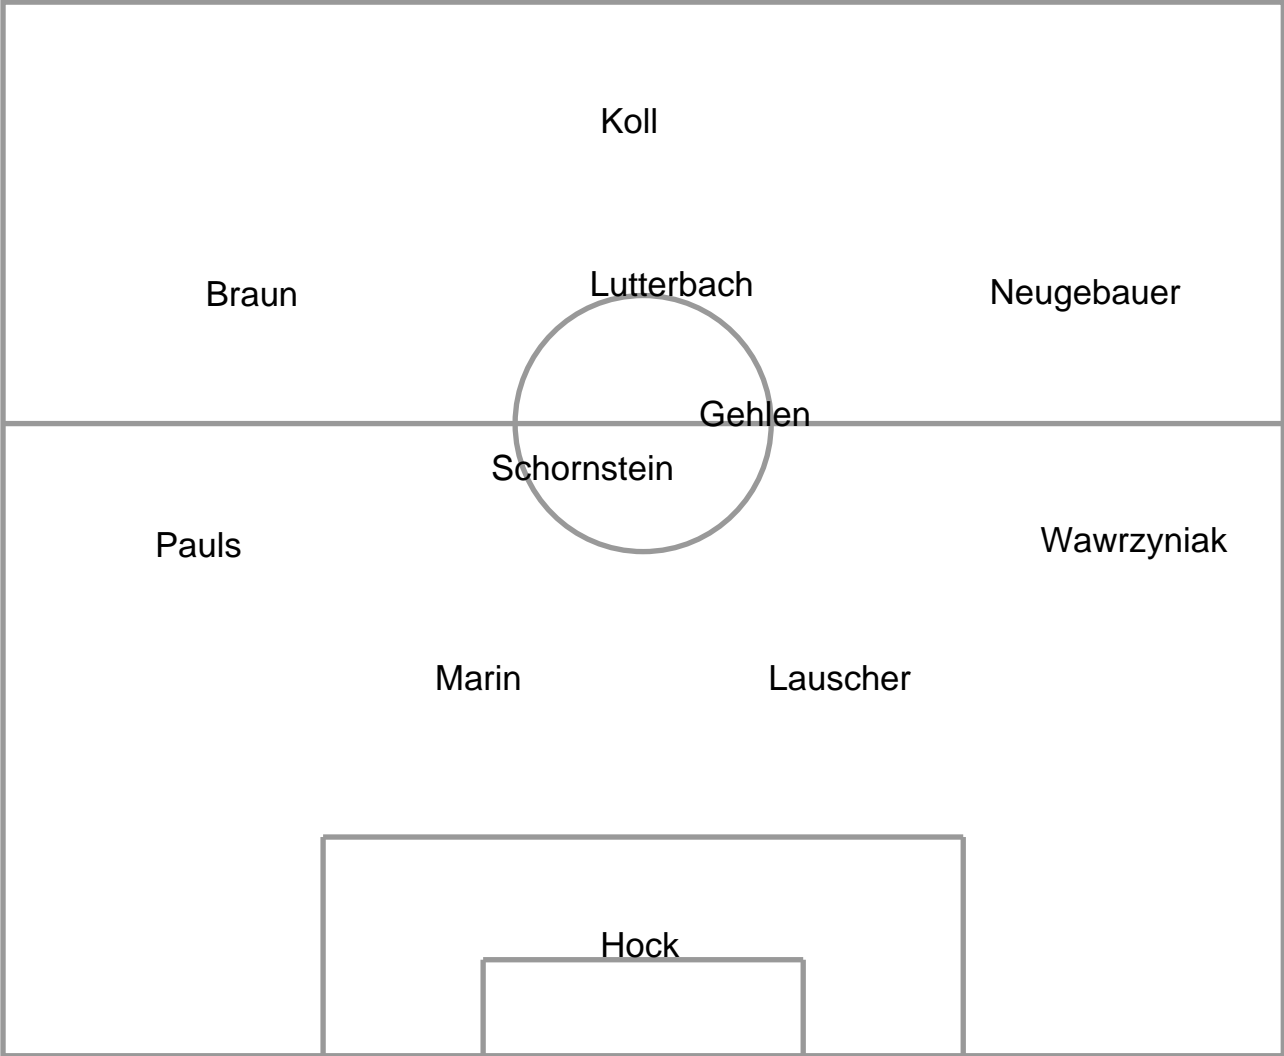 Koll
Braun
Lutterbach
Neugebauer
Gehlen
Schornstein
Pauls
Wawrzyniak
Marin
Lauscher
Hock